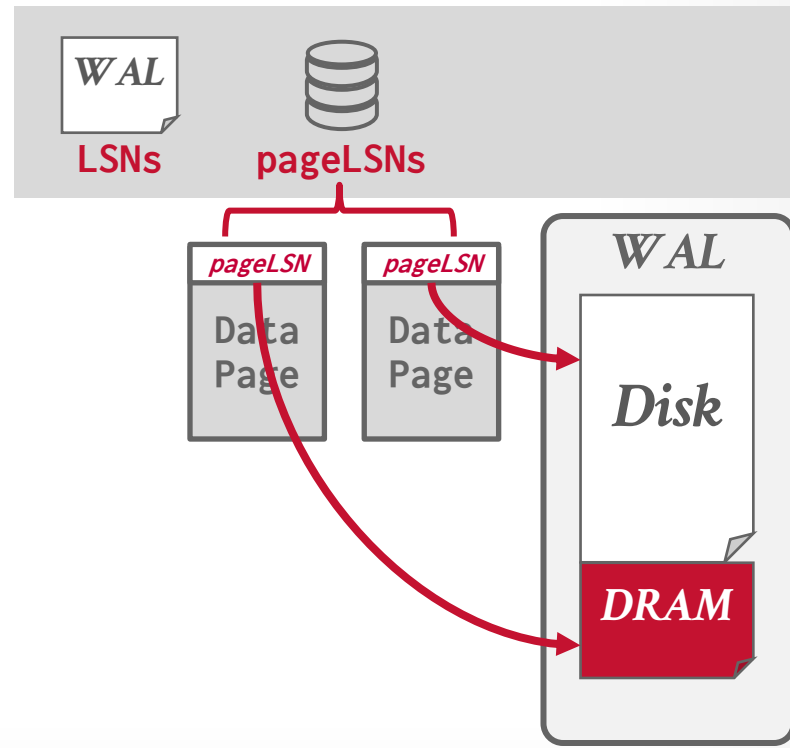 WAL
LSNs
pageLSNs
pageLSN
pageLSN
Data
Page
Data
Page
WAL
Disk
DRAM